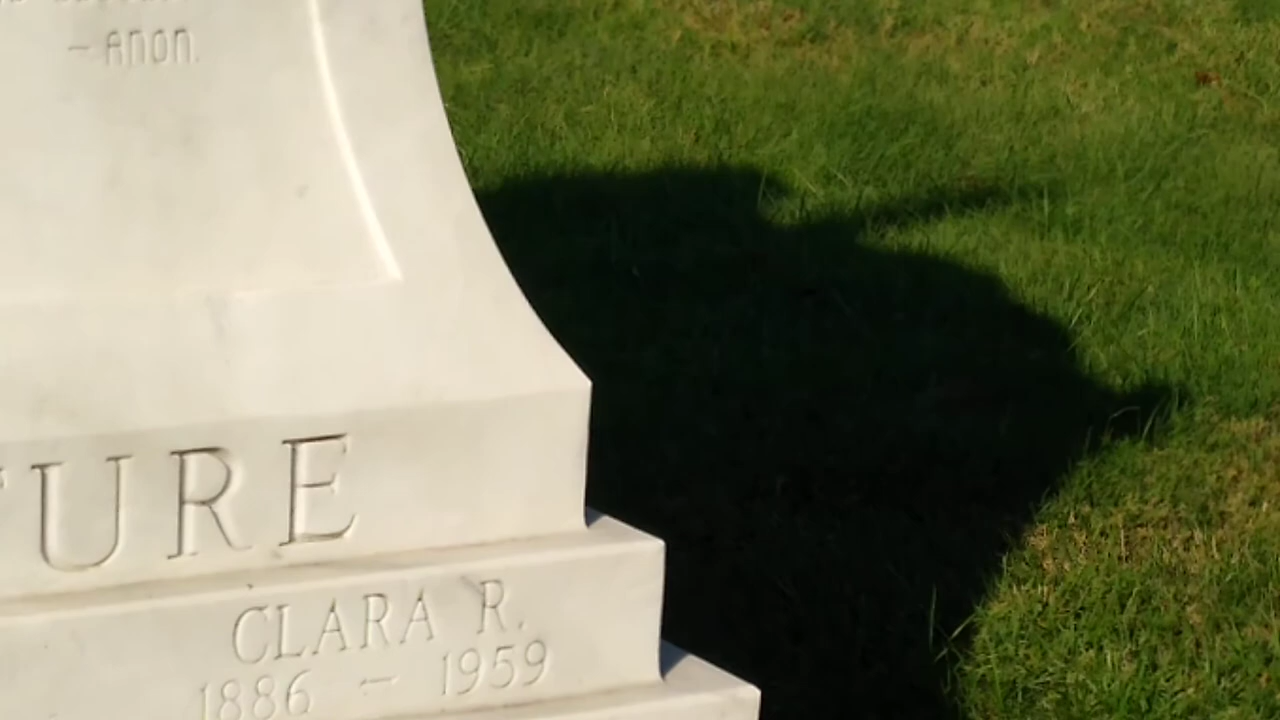 - ANON.
URE
CLARA R.
1886 - 1959